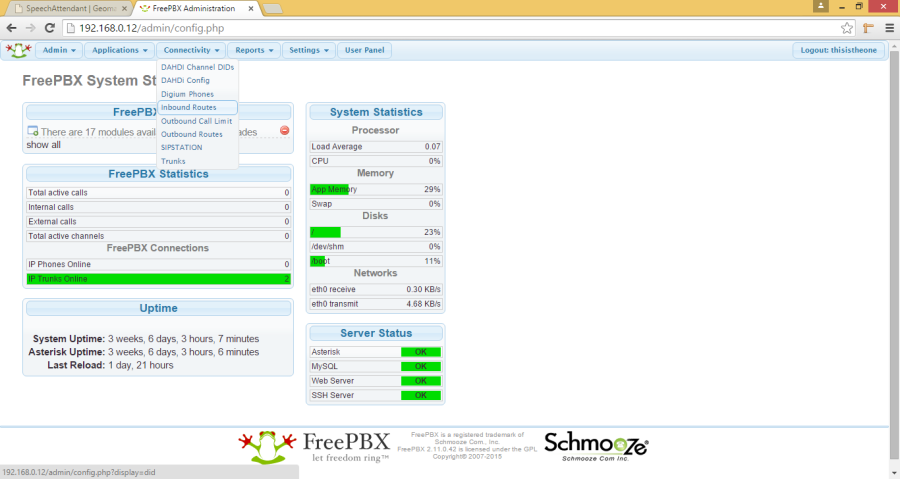 SpeechAttendant | Geom
FreePBX Administration
192.168.0.12/admin/config.php
Admin
Applications
Connectivity
Reports
Settings
User Panel
Logout: thisistheone
DAHDI Channel DIDs
DAHDi Config
Digium Phones
Inbound Routes
Outbound Call Limit
Outbound Routes
SIPSTATION
Trunks
FreePBX System St
FreePBX
There are 17 modules avail
ades
show all
FreePBX Statistics
Total active calls 0
Internal calls 0
External calls 0
Total active channels 0
FreePBX Connections
IP Phones Online 0
IP Trunks Online 2
Uptime
System Uptime: 3 weeks, 6 days, 3 hours, 7 minutes
Asterisk Uptime: 3 weeks, 6 days, 3 hours, 6 minutes
Last Reload: 1 day, 21 hours
System Statistics
Processor
Load Average 0.07
CPU 0%
Memory
App Memory 29%
Swap 0%
Disks
/ 23%
/dev/shm 0%
/boot 11%
Networks
eth0 receive 0.30 KB/s
eth0 transmit 4.68 KB/s
Server Status
Asterisk OK
MySQL OK
Web Server OK
SSH Server OK
FreePBX
let freedom ring™
FreePBX is a registered trademark of
Schmooze Com., Inc.
FreePBX 2.11.0.42 is licensed under the GPL
Copyright© 2007-2015
Schmooze
Schmooze Com Inc.
192.168.0.12/admin/config.php?display=did